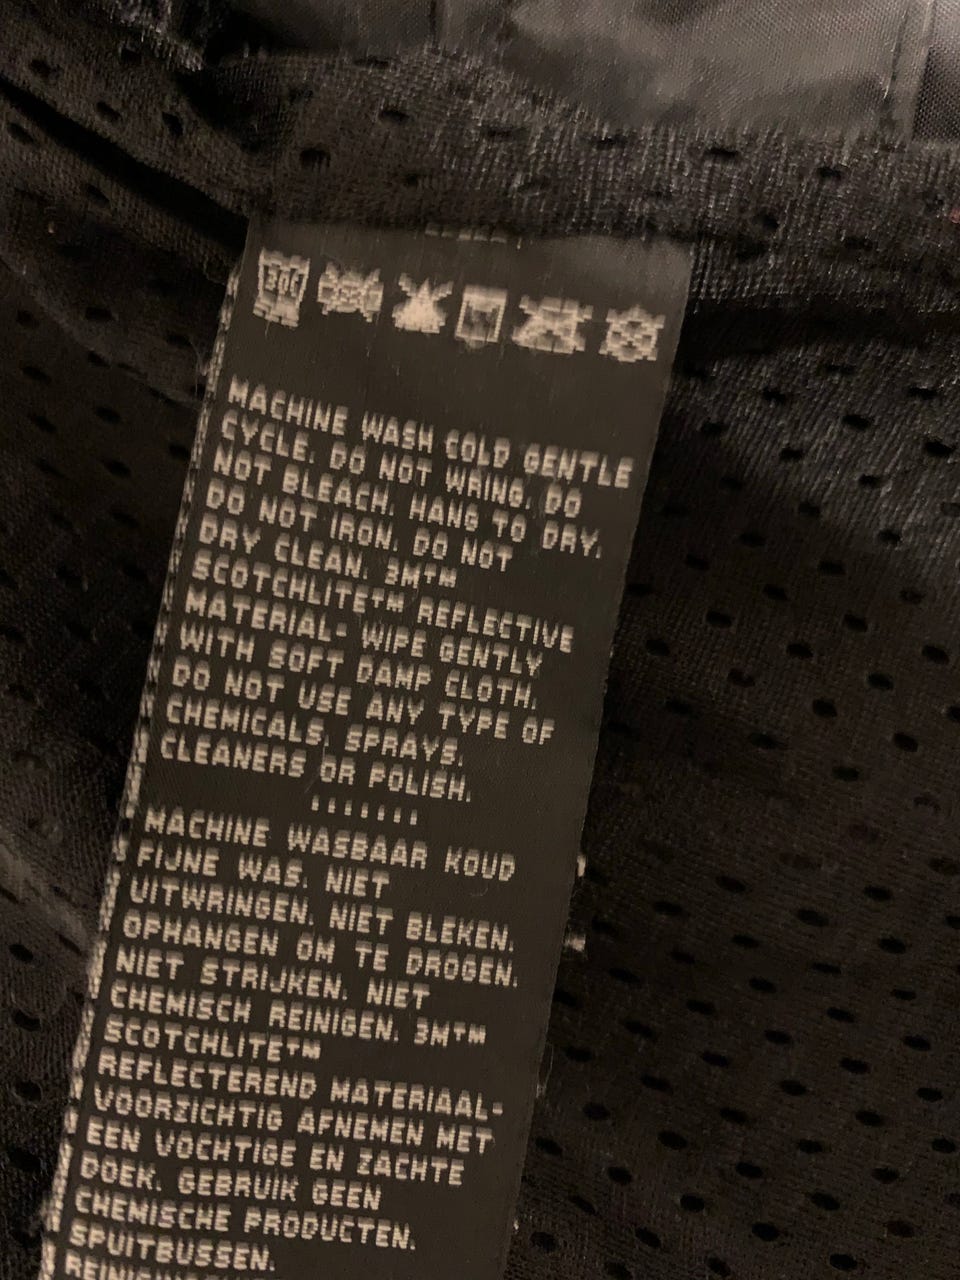 30C
MACHINE WASH COLD GENTLE
CYCLE. DO NOT WRING. DO
NOT BLEACH. HANG TO DRY.
DO NOT IRON. DO NOT
DRY CLEAN. 3M™
SCOTCHLITE™ REFLECTIVE
MATERIAL- WIPE GENTLY
WITH SOFT DAMP CLOTH.
DO NOT USE ANY TYPE OF
CHEMICALS, SPRAYS,
CLEANERS OR POLISH.
MACHINE WASBAAR KOUD
FIJNE WAS. NIET
UITWRINGEN. NIET BLEKEN.
OPHANGEN OM TE DROGEN.
NIET STRIJKEN. NIET
CHEMISCH REINIGEN. 3M™
SCOTCHLITE™
REFLECTEREND MATERIAAL-
VOORZICHTIG AFNEMEN MET
EEN VOCHTIGE EN ZACHTE
DOEK. GEBRUIK GEEN
CHEMISCHE PRODUCTEN.
SPUITBUSSEN.